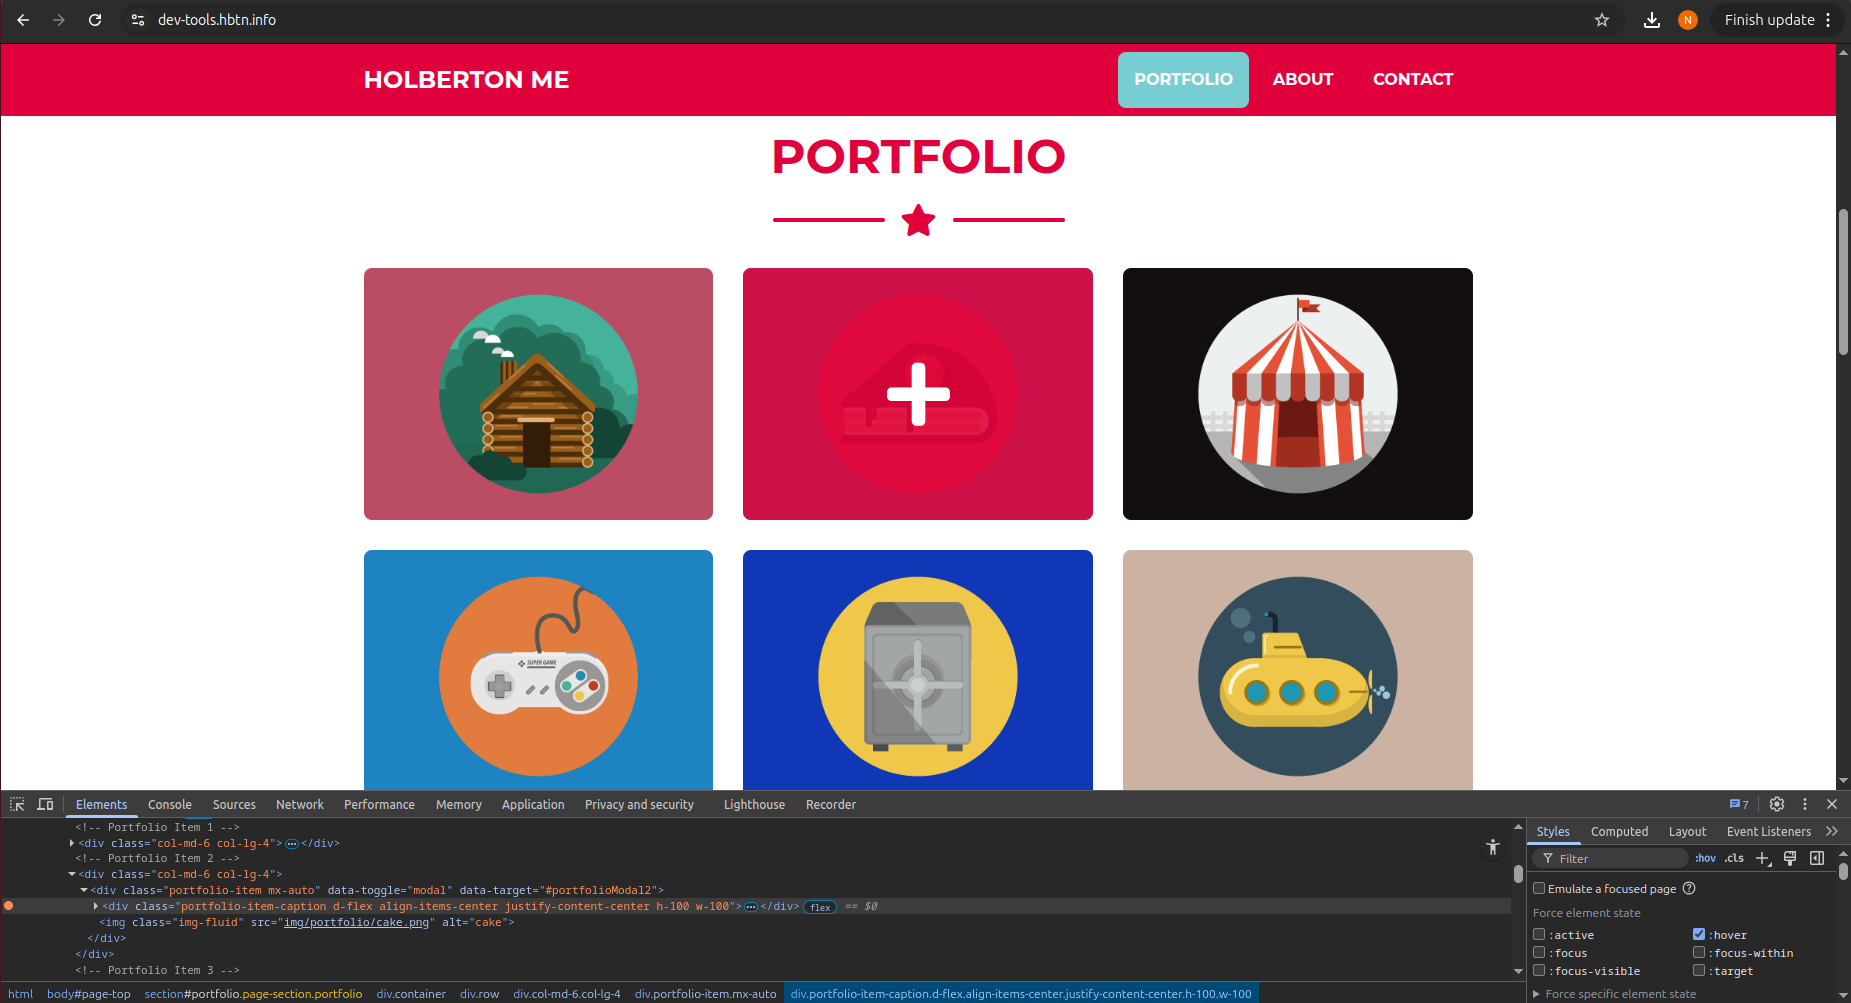 dev-tools.hbtn.info
N
Finish update
HOLBERTON ME
PORTFOLIO ABOUT CONTACT
PORTFOLIO
SUPER GAME
Elements Console Sources Network Performance Memory Application Privacy and security Lighthouse Recorder
7
<!-- Portfolio Item 1 -->
<div class="col-md-6 col-lg-4">…</div>
<!-- Portfolio Item 2 -->
<div class="col-md-6 col-lg-4">
<div class="portfolio-item mx-auto" data-toggle="modal" data-target="#portfolioModal2">
<div class="portfolio-item-caption d-flex align-items-center justify-content-center h-100 w-100">…</div> flex == $0
<img class="img-fluid" src="img/portfolio/cake.png" alt="cake">
</div>
</div>
<!-- Portfolio Item 3 -->
html body#page-top section#portfolio.page-section.portfolio div.container div.row div.col-md-6.col-lg-4 div.portfolio-item.mx-auto div.portfolio-item-caption.d-flex.align-items-center.justify-content-center.h-100.w-100
Styles Computed Layout Event Listeners
Filter :hov .cls
Emulate a focused page
Force element state
:active :hover
:focus :focus-within
:focus-visible :target
Force specific element state